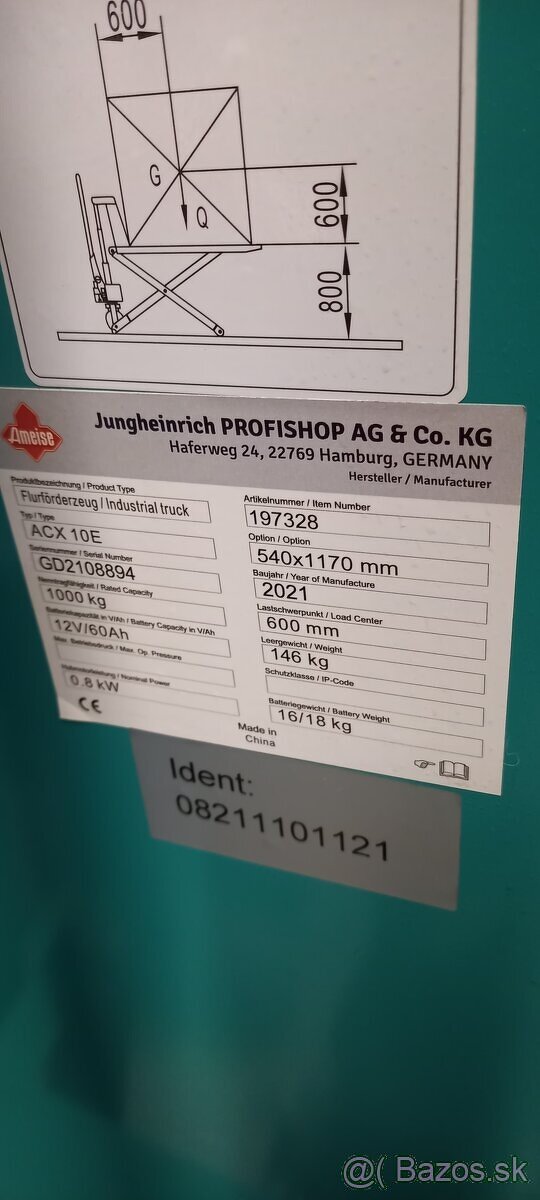 600
G
Q
600
800
Ameise
Jungheinrich PROFISHOP AG & Co. KG
Haferweg 24, 22769 Hamburg, GERMANY
Hersteller / Manufacturer
Produktbezeichnung / Product Type
Flurförderzeug / Industrial truck
Typ / Type
ACX 10E
Seriennummer / Serial Number
GD2108894
Nenntragfähigkeit / Rated Capacity
1000 kg
Batteriekapazität in V/Ah / Battery Capacity in V/Ah
12V/60Ah
Max. Betriebsdruck / Max. Op. Pressure
Nominal Power
0.8 kW
CE
Artikelnummer / Item Number
197328
Option / Option
540x1170 mm
Baujahr / Year of Manufacture
2021
Lastschwerpunkt / Load Center
600 mm
Leergewicht / Weight
146 kg
Schutzklasse / IP-Code
Batteriegewicht / Battery Weight
16/18 kg
Made in
China
Ident:
08211101121
@( Bazos.sk